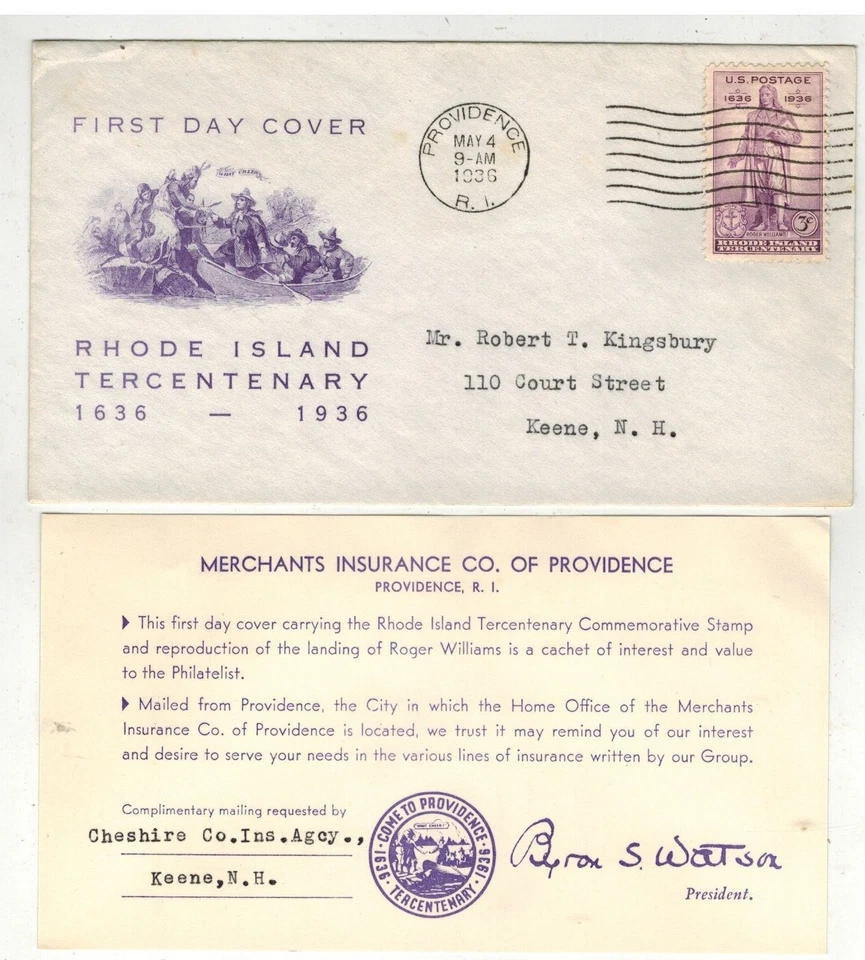 FIRST DAY COVER
WHAT CHEER
RHODE ISLAND
TERCENTENARY
1636 — 1936
PROVIDENCE
MAY 4
9-AM
1936
R. I.
U.S. POSTAGE
1636 1936
ROGER WILLIAMS
3¢
RHODE ISLAND
TERCENTENARY
Mr. Robert T. Kingsbury
110 Court Street
Keene, N. H.
MERCHANTS INSURANCE CO. OF PROVIDENCE
PROVIDENCE, R. I.
This first day cover carrying the Rhode Island Tercentenary Commemorative Stamp
and reproduction of the landing of Roger Williams is a cachet of interest and value
to the Philatelist.
Mailed from Providence, the City in which the Home Office of the Merchants
Insurance Co. of Providence is located, we trust it may remind you of our interest
and desire to serve your needs in the various lines of insurance written by our Group.
Complimentary mailing requested by
Cheshire Co.Ins.Agcy.,
Keene,N.H.
COME TO PROVIDENCE
WHAT CHEER!
1636 · TERCENTENARY · 1936
Byron S. Watson
President.